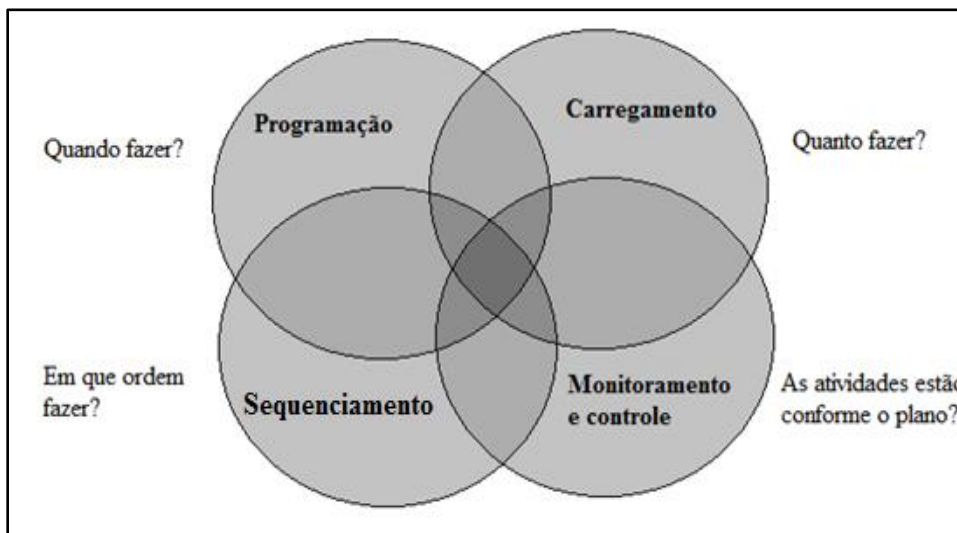 Programação
Carregamento
Quando fazer?
Quanto fazer?
Em que ordem
fazer?
Sequenciamento
Monitoramento
e controle
As atividades estão
conforme o plano?